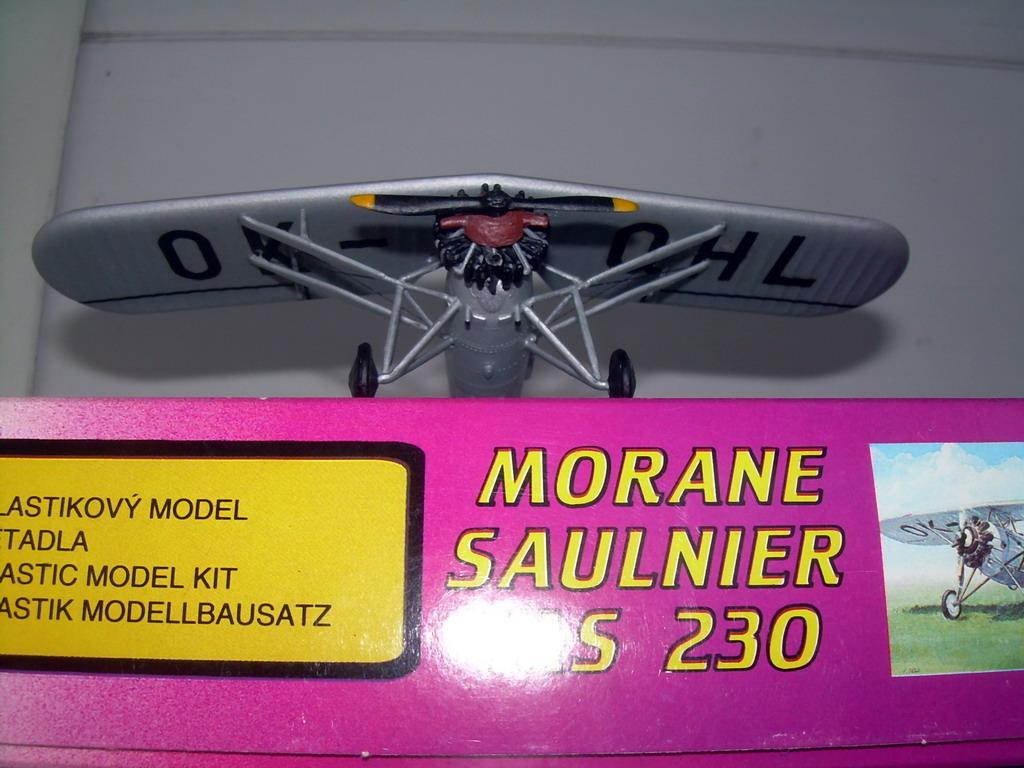 OK-
OHL
LASTIKOVÝ MODEL
ETADLA
ASTIC MODEL KIT
ASTIK MODELLBAUSATZ
MORANE
SAULNIER
S 230